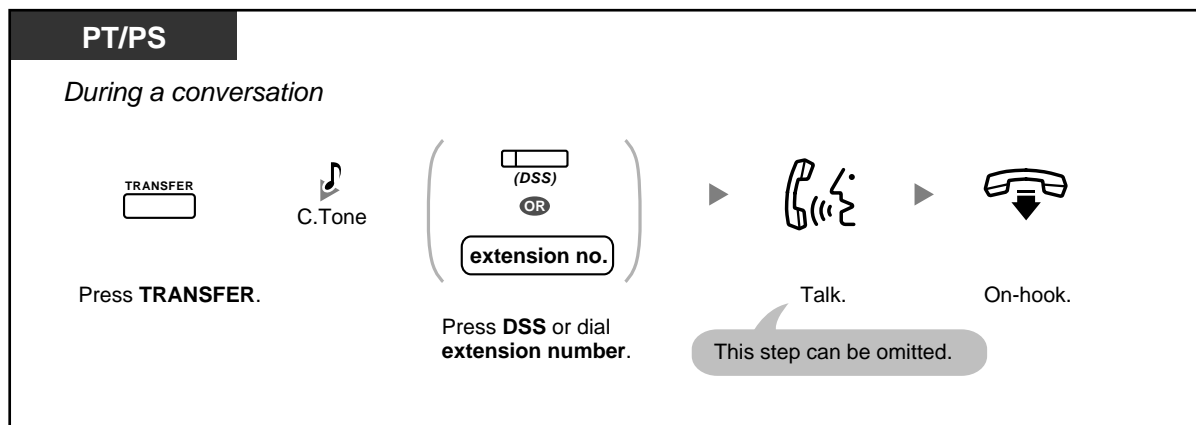 PT/PS
During a conversation
TRANSFER
C.Tone
(DSS)
OR
extension no.
Press TRANSFER.
Press DSS or dial
extension number.
Talk.
On-hook.
This step can be omitted.